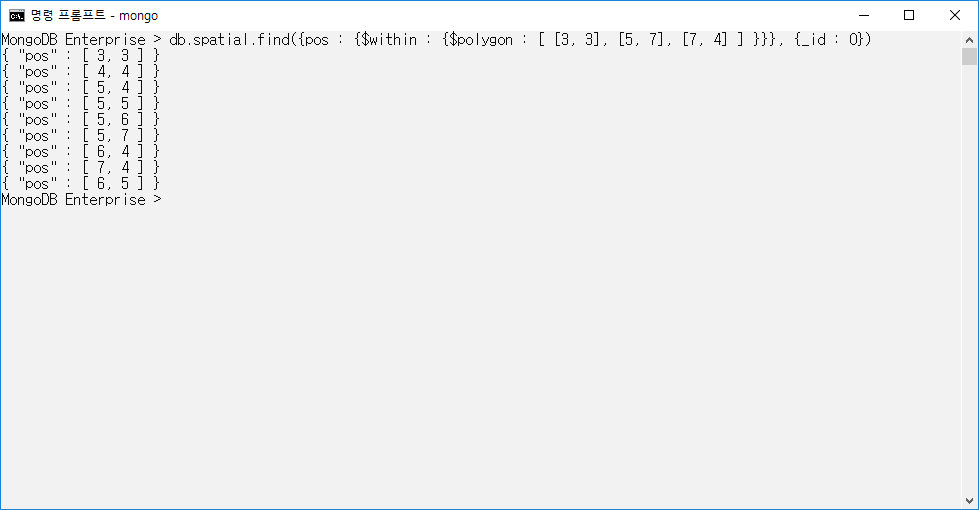 명령 프롬프트 - mongo
MongoDB Enterprise > db.spatial.find({pos : {$within : {$polygon : [ [3, 3], [5, 7], [7, 4] ] }}}, {_id : 0})
{ "pos" : [ 3, 3 ] }
{ "pos" : [ 4, 4 ] }
{ "pos" : [ 5, 4 ] }
{ "pos" : [ 5, 5 ] }
{ "pos" : [ 5, 6 ] }
{ "pos" : [ 5, 7 ] }
{ "pos" : [ 6, 4 ] }
{ "pos" : [ 7, 4 ] }
{ "pos" : [ 6, 5 ] }
MongoDB Enterprise >